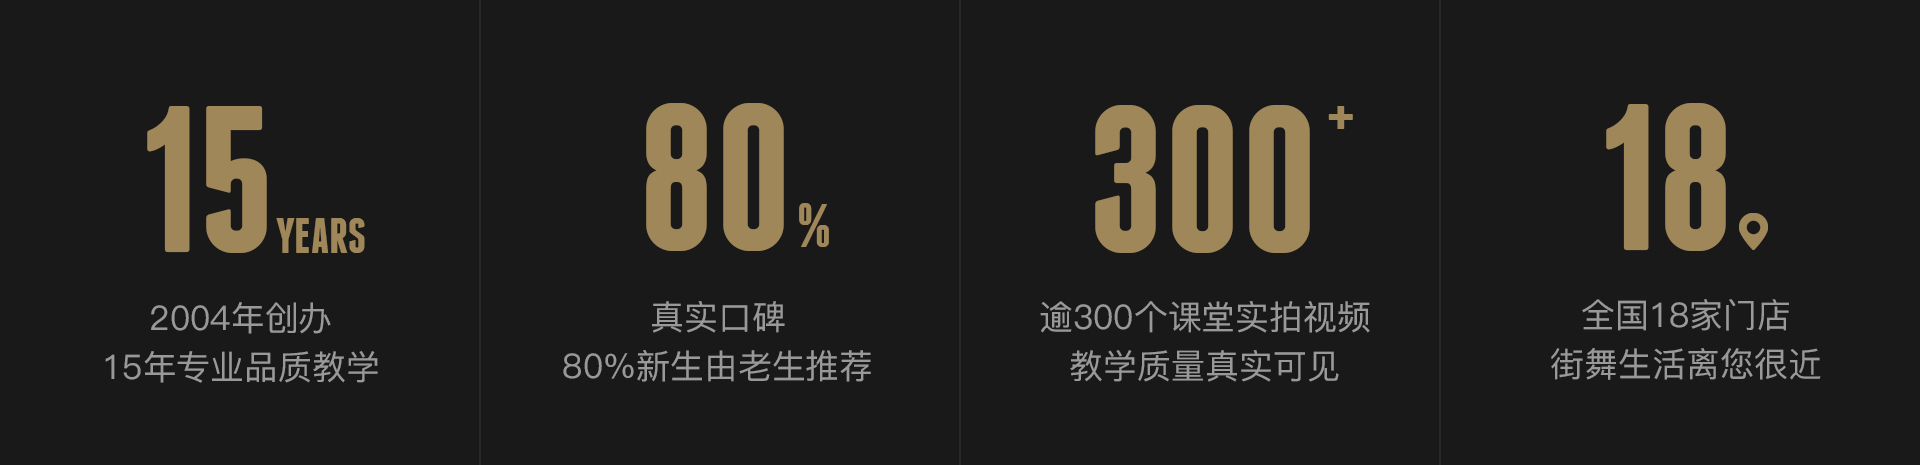 15 YEARS
2004年创办
15年专业品质教学
80%
真实口碑
80%新生由老生推荐
300+
逾300个课堂实拍视频
教学质量真实可见
18
全国18家门店
街舞生活离您很近